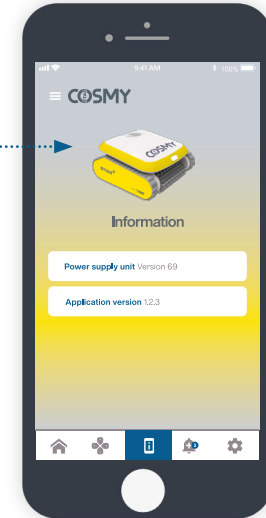 9:41 AM
100%
COSMY
COSMY
Information
Power supply unit Version 69
Application version 1.2.3